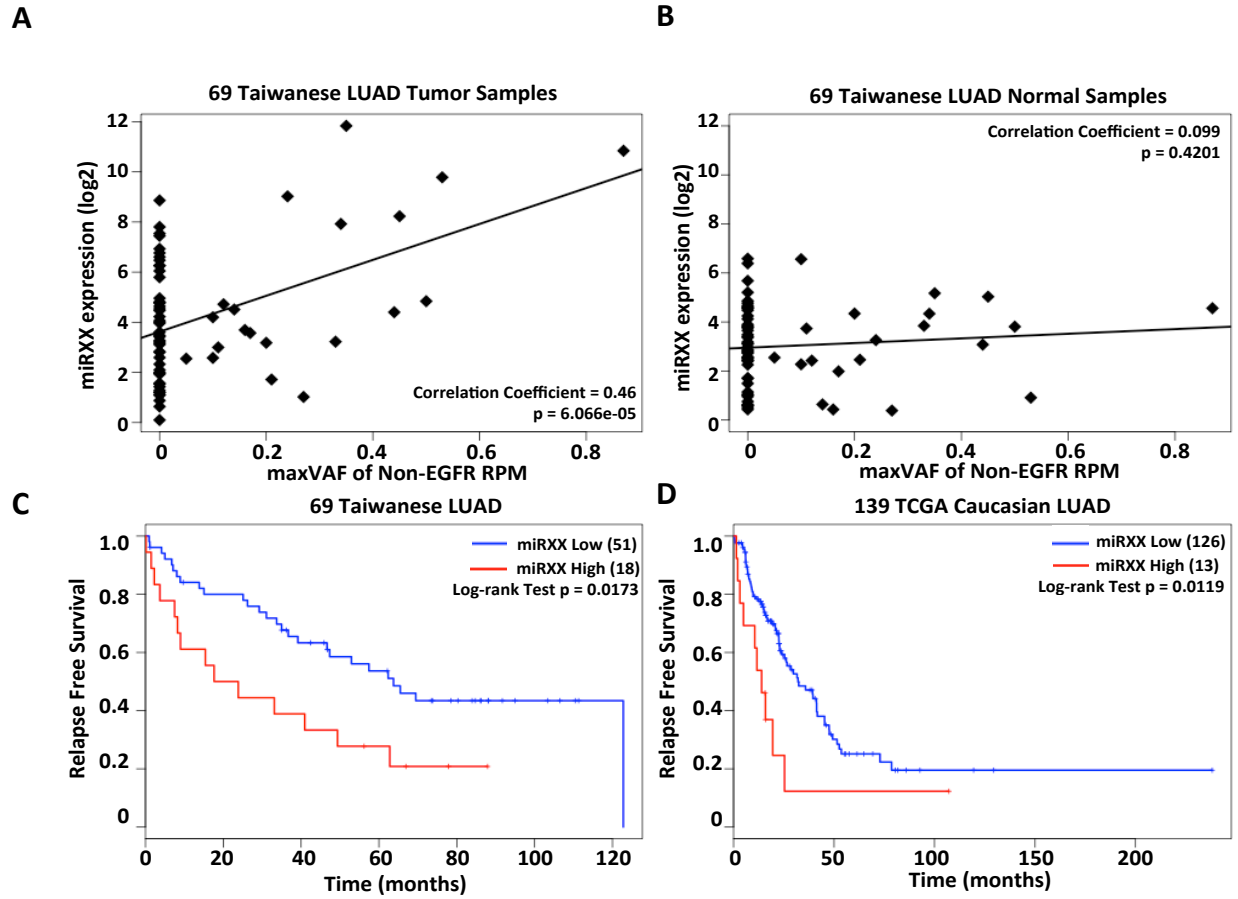 A
69 Taiwanese LUAD Tumor Samples
miRXX expression (log2)
12
10
8
6
4
2
0
Correlation Coefficient = 0.46
p = 6.066e-05
0 0.2 0.4 0.6 0.8
maxVAF of Non-EGFR RPM
B
69 Taiwanese LUAD Normal Samples
miRXX expression (log2)
12
10
8
6
4
2
0
Correlation Coefficient = 0.099
p = 0.4201
0 0.2 0.4 0.6 0.8
maxVAF of Non-EGFR RPM
C
69 Taiwanese LUAD
Relapse Free Survival
1.0
0.8
0.6
0.4
0.2
0
miRXX Low (51)
miRXX High (18)
Log-rank Test p = 0.0173
0 20 40 60 80 100 120
Time (months)
D
139 TCGA Caucasian LUAD
Relapse Free Survival
1.0
0.8
0.6
0.4
0.2
0
miRXX Low (126)
miRXX High (13)
Log-rank Test p = 0.0119
0 50 100 150 200
Time (months)